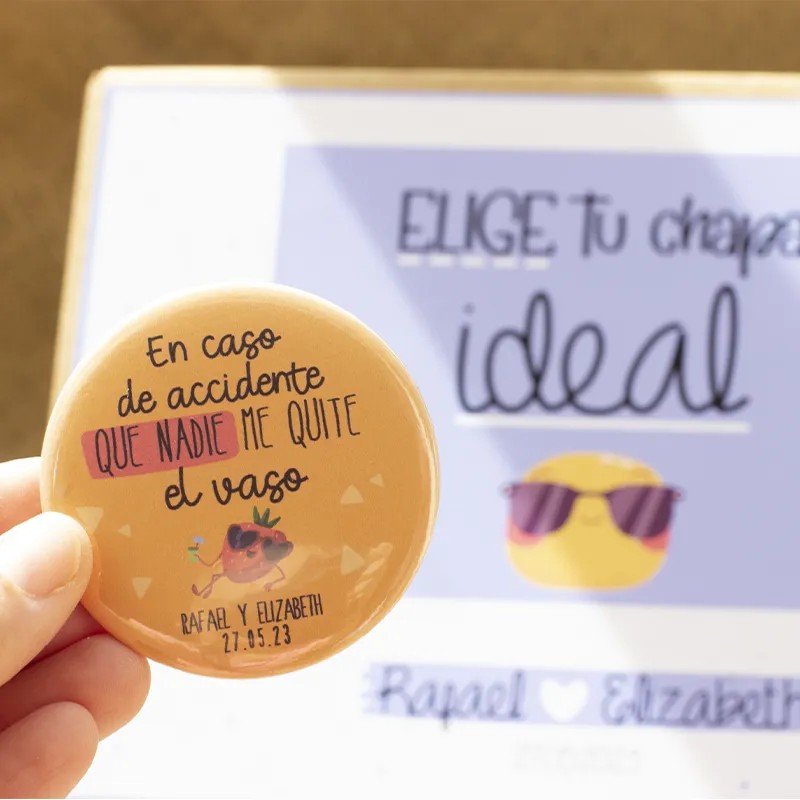 ELIGE Tu chapa
ideal
En caso
de accidente
QUE NADIE ME QUITE
el vaso
RAFAEL Y ELIZABETH
27.05.23
Rafael Elizabeth